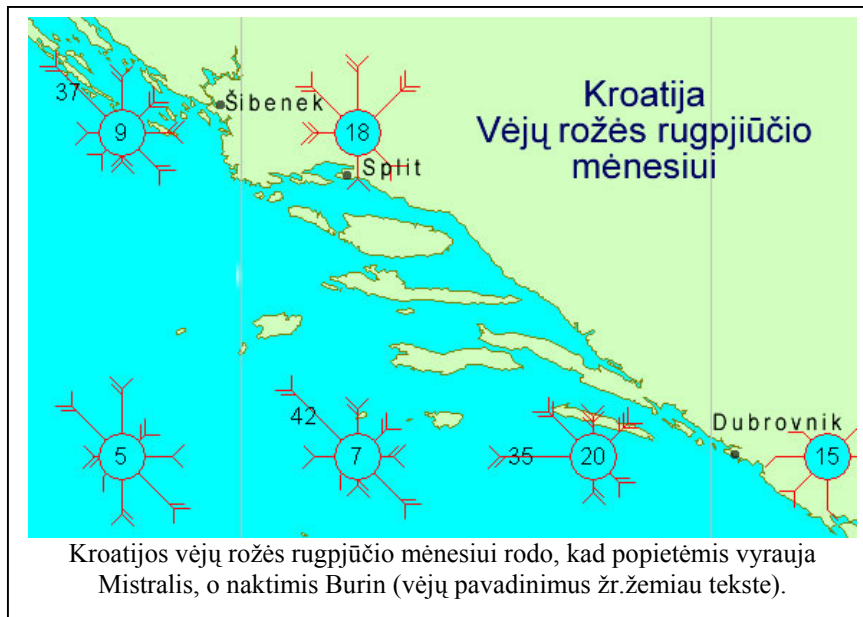 Kroatija
Vėjų rožės rugpjiūčio
mėnesiui
37
9
Šibenek
18
Split
5
42
7
35
20
Dubrovnik
15
Kroatijos vėjų rožės rugpjūčio mėnesiui rodo, kad popietėmis vyrauja
Mistralis, o naktimis Burin (vėjų pavadinimus žr.žemiau tekste).